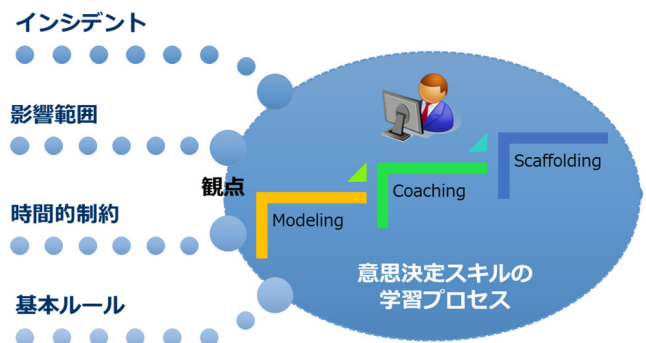 インシデント
影響範囲
観点
時間的制約
基本ルール
Modeling
Coaching
Scaffolding
意思決定スキルの
学習プロセス